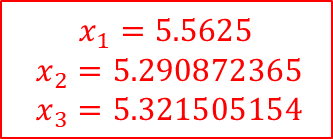 x₁ = 5.5625
x₂ = 5.290872365
x₃ = 5.321505154